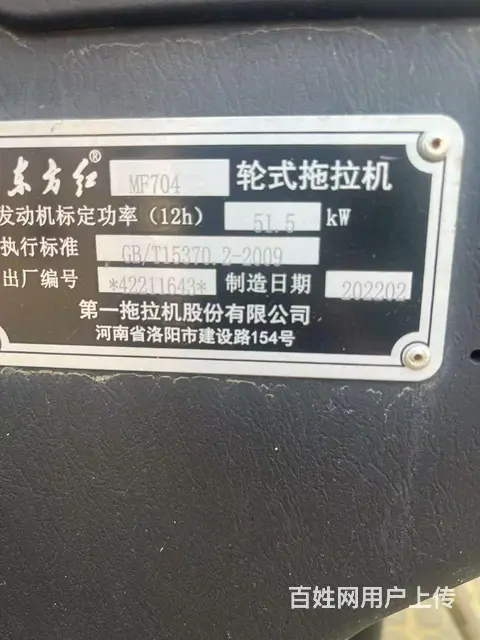 东方红® MF704 轮式拖拉机
发动机标定功率（12h） 51.5 kW
执行标准 GB/T15370.2-2009
出厂编号 *42211643* 制造日期 202202
第一拖拉机股份有限公司
河南省洛阳市建设路154号
百姓网用户上传